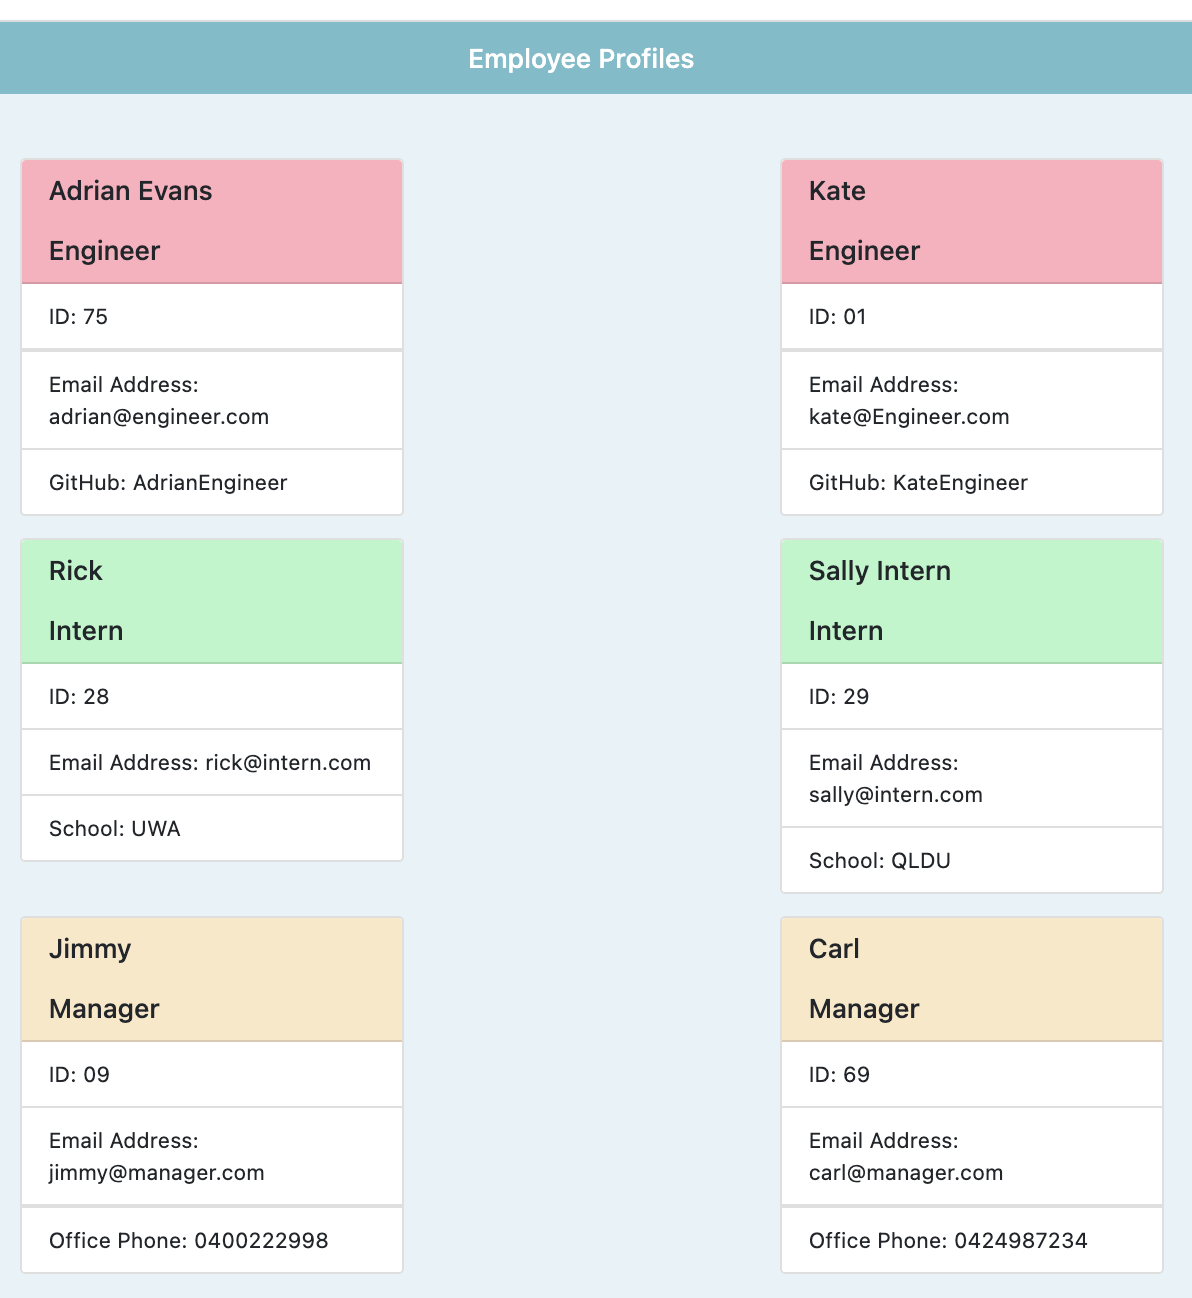 Employee Profiles
Adrian Evans
Engineer
ID: 75
Email Address:
adrian@engineer.com
GitHub: AdrianEngineer
Kate
Engineer
ID: 01
Email Address:
kate@Engineer.com
GitHub: KateEngineer
Rick
Intern
ID: 28
Email Address: rick@intern.com
School: UWA
Sally Intern
Intern
ID: 29
Email Address:
sally@intern.com
School: QLDU
Jimmy
Manager
ID: 09
Email Address:
jimmy@manager.com
Office Phone: 0400222998
Carl
Manager
ID: 69
Email Address:
carl@manager.com
Office Phone: 0424987234